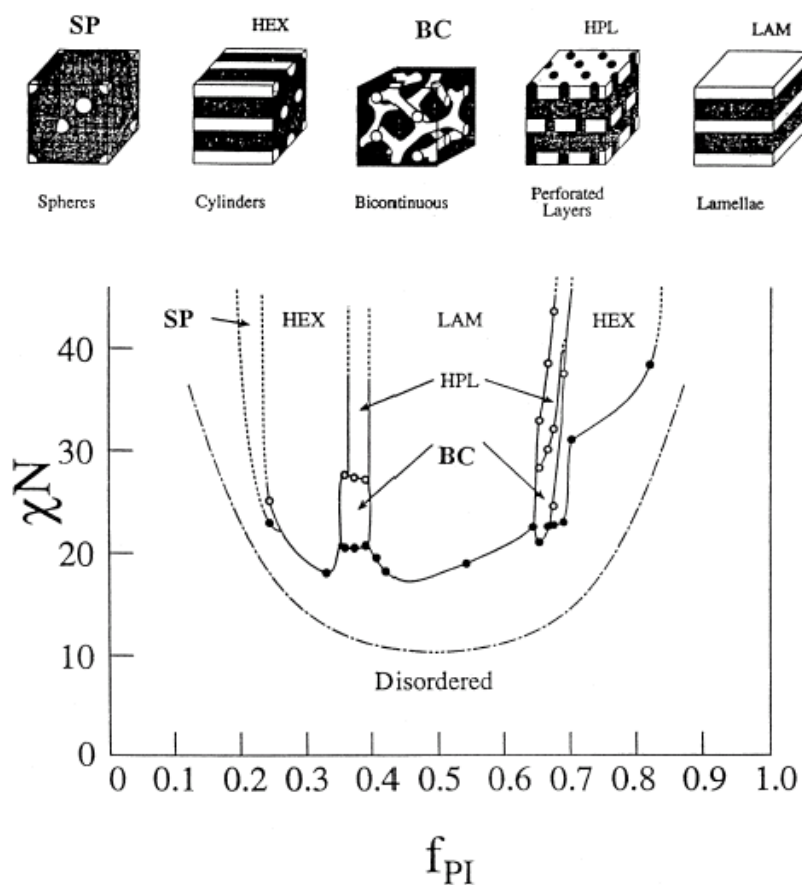 SP HEX BC HPL LAM
Spheres Cylinders Bicontinuous Perforated Layers Lamellae
SP HEX LAM HEX
HPL
BC
Disordered
χN
40
30
20
10
0
0 0.1 0.2 0.3 0.4 0.5 0.6 0.7 0.8 1.0
fPI